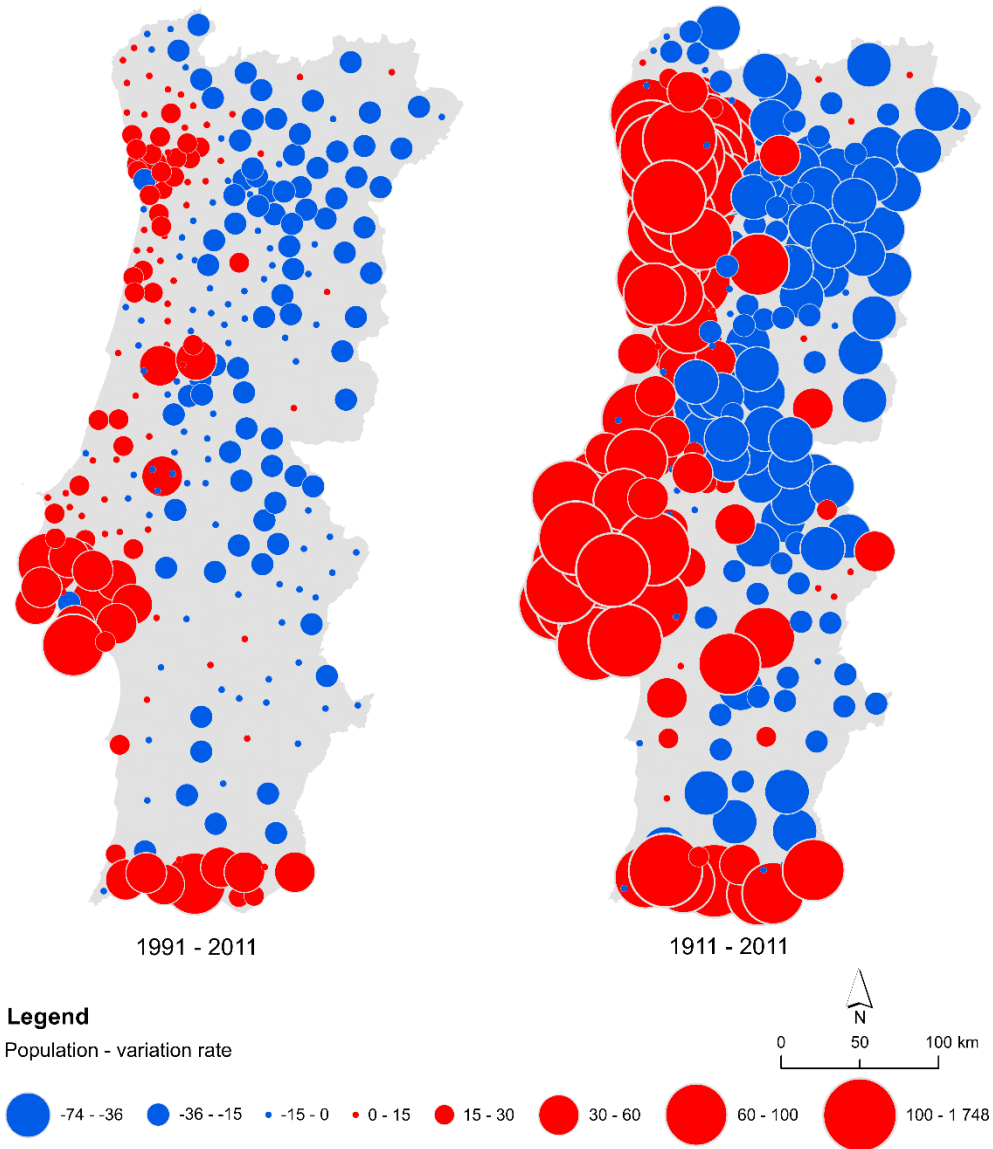 1991 - 2011
1911 - 2011
N
Legend
Population - variation rate
0 50 100 km
-74 - -36 -36 - -15 -15 - 0 0 - 15 15 - 30 30 - 60 60 - 100 100 - 1 748